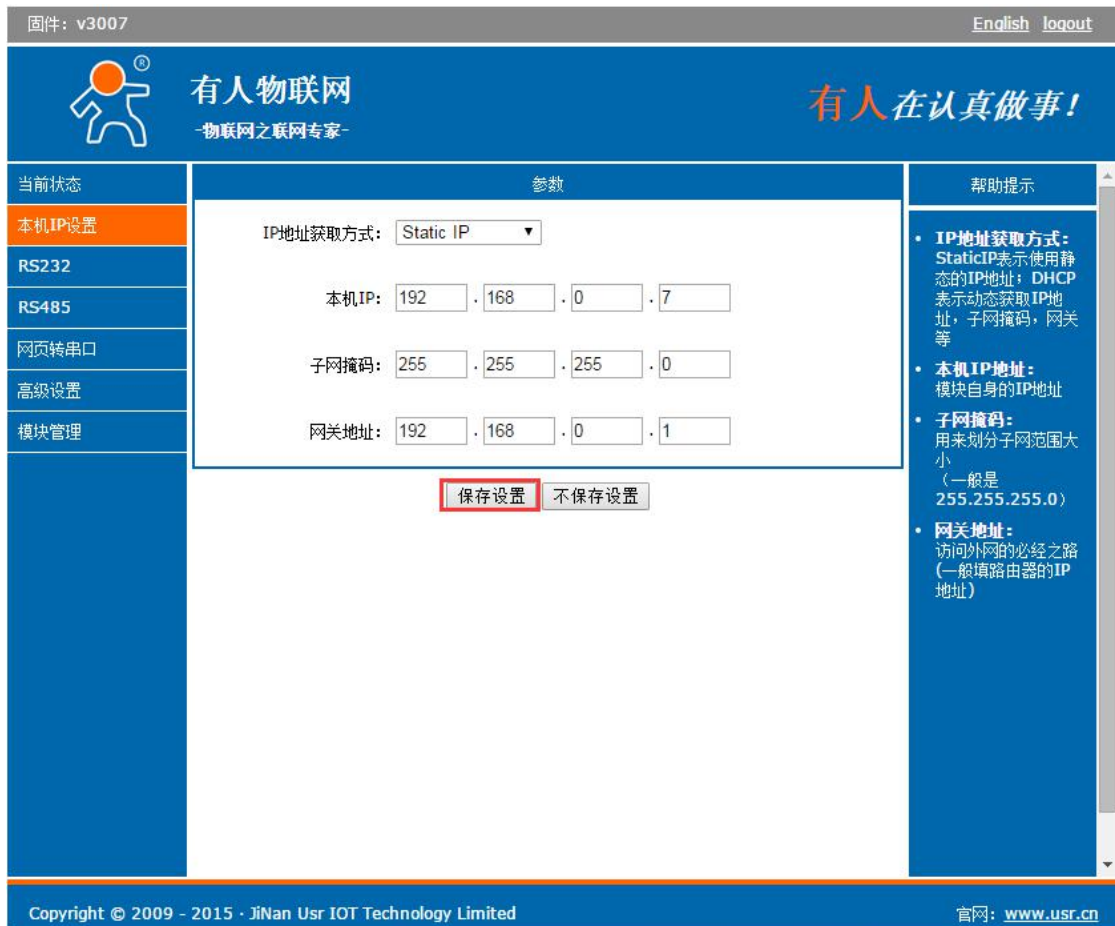 固件：v3007
English logout
®
有人物联网
-物联网之联网专家-
有人在认真做事！
当前状态
本机IP设置
RS232
RS485
网页转串口
高级设置
模块管理
参数
IP地址获取方式： Static IP
本机IP： 192 . 168 . 0 . 7
子网掩码： 255 . 255 . 255 . 0
网关地址： 192 . 168 . 0 . 1
保存设置 不保存设置
帮助提示
• IP地址获取方式：
StaticIP表示使用静
态的IP地址；DHCP
表示动态获取IP地
址，子网掩码，网关
等
• 本机IP地址：
模块自身的IP地址
• 子网掩码：
用来划分子网范围大
小
（一般是
255.255.255.0）
• 网关地址：
访问外网的必经之路
(一般填路由器的IP
地址)
Copyright © 2009 - 2015 · JiNan Usr IOT Technology Limited
官网：www.usr.cn